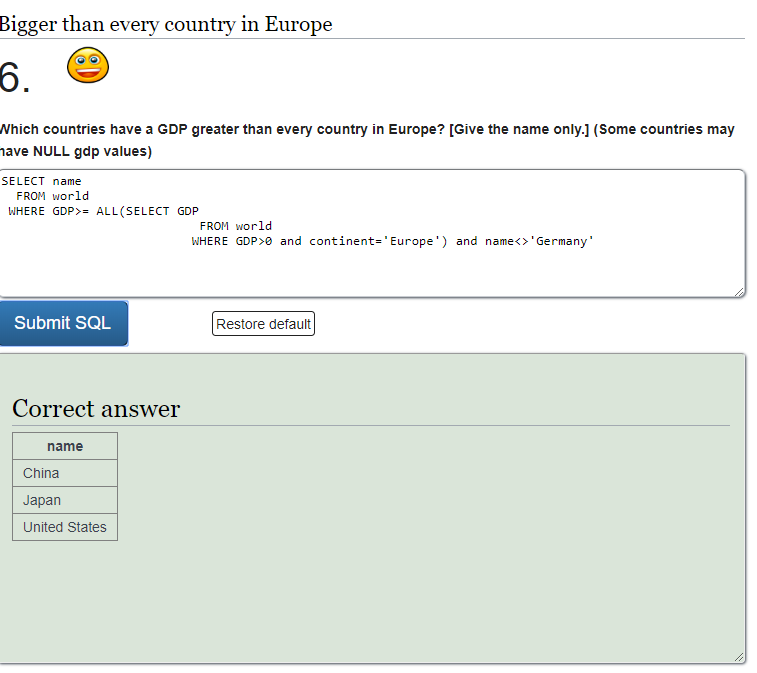 Bigger than every country in Europe
6.
Which countries have a GDP greater than every country in Europe? [Give the name only.] (Some countries may
have NULL gdp values)
SELECT name
FROM world
WHERE GDP>= ALL(SELECT GDP
FROM world
WHERE GDP>0 and continent='Europe') and name<>'Germany'
Submit SQL
Restore default
Correct answer
name
China
Japan
United States